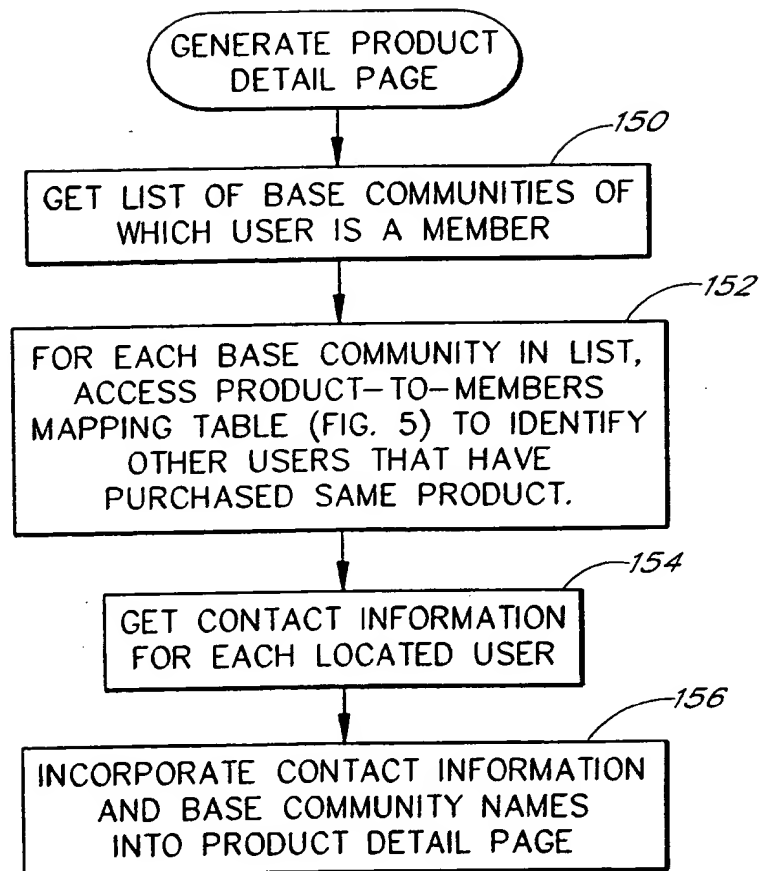 GENERATE PRODUCT
DETAIL PAGE
150
GET LIST OF BASE COMMUNITIES OF
WHICH USER IS A MEMBER
152
FOR EACH BASE COMMUNITY IN LIST,
ACCESS PRODUCT-TO-MEMBERS
MAPPING TABLE (FIG. 5) TO IDENTIFY
OTHER USERS THAT HAVE
PURCHASED SAME PRODUCT.
154
GET CONTACT INFORMATION
FOR EACH LOCATED USER
156
INCORPORATE CONTACT INFORMATION
AND BASE COMMUNITY NAMES
INTO PRODUCT DETAIL PAGE